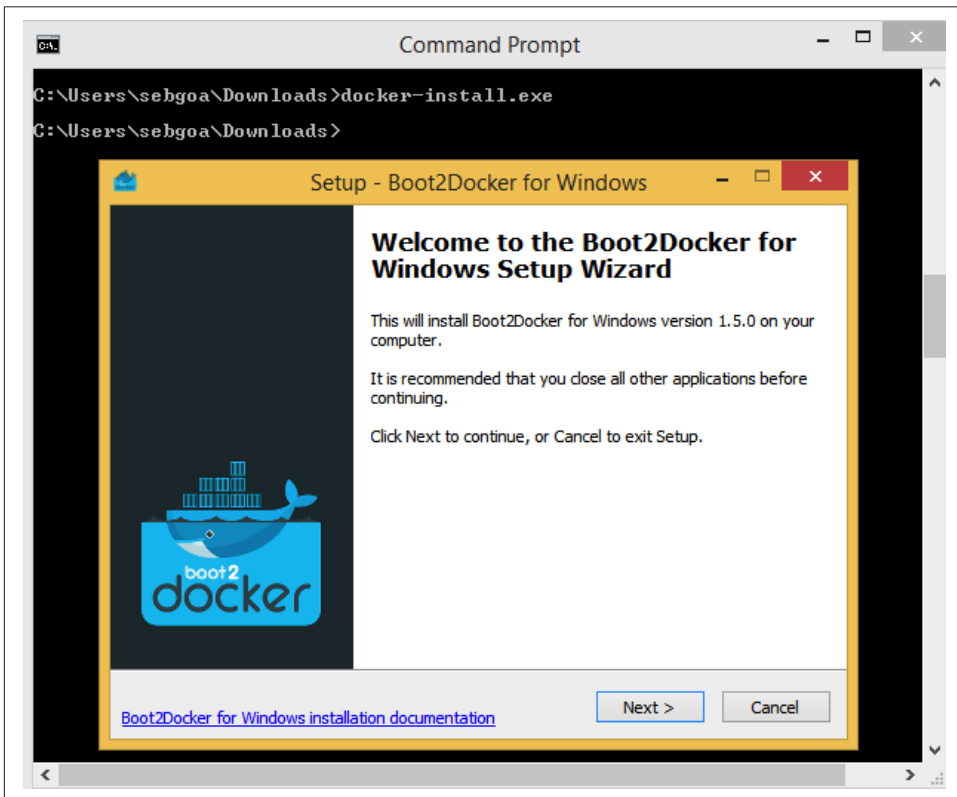 C:\.
Command Prompt
C:\Users\sebgoa\Downloads>docker-install.exe
C:\Users\sebgoa\Downloads>
Setup - Boot2Docker for Windows
Welcome to the Boot2Docker for
Windows Setup Wizard
This will install Boot2Docker for Windows version 1.5.0 on your
computer.
It is recommended that you close all other applications before
continuing.
Click Next to continue, or Cancel to exit Setup.
boot2
docker
Boot2Docker for Windows installation documentation
Next >
Cancel